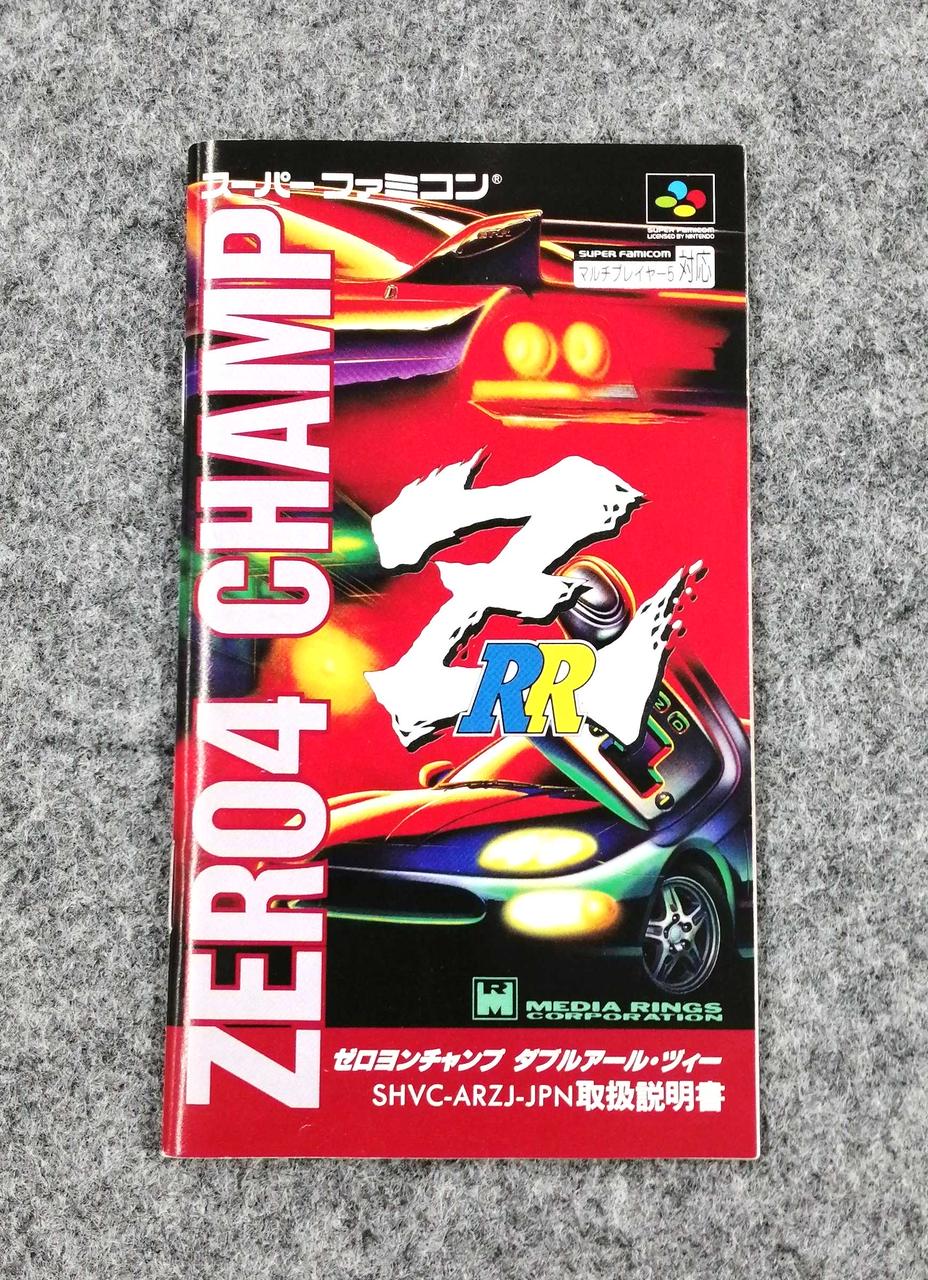 スーパーファミコン®
SUPER FAMICOM
LICENSED BY NINTENDO
SUPER FAMICOM
マルチプレイヤー5 対応
ZERO4 CHAMP
RR
Z
N
D
RM
MEDIA RINGS
CORPORATION
ゼロヨンチャンプ ダブルアール・ツィー
SHVC-ARZJ-JPN取扱説明書